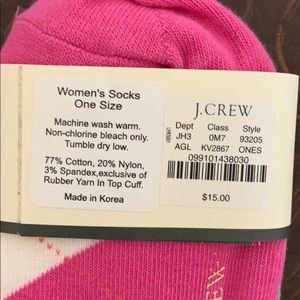 Women's Socks
One Size
Machine wash warm.
Non-chlorine bleach only.
Tumble dry low.
77% Cotton, 20% Nylon,
3% Spandex,exclusive of
Rubber Yarn In Top Cuff.
Made in Korea
J.CREW
Dept Class Style
JH3 0M7 93205
AGL KV2867 ONES
099101438030
$15.00
EW